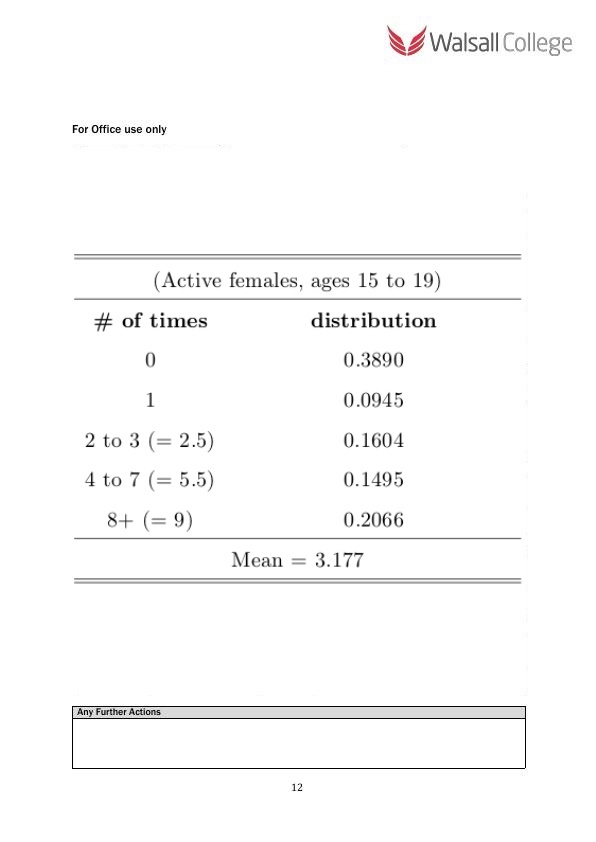 Walsall College
For Office use only
(Active females, ages 15 to 19)
# of times distribution
0 0.3890
1 0.0945
2 to 3 (= 2.5) 0.1604
4 to 7 (= 5.5) 0.1495
8+ (= 9) 0.2066
Mean = 3.177
Any Further Actions
12